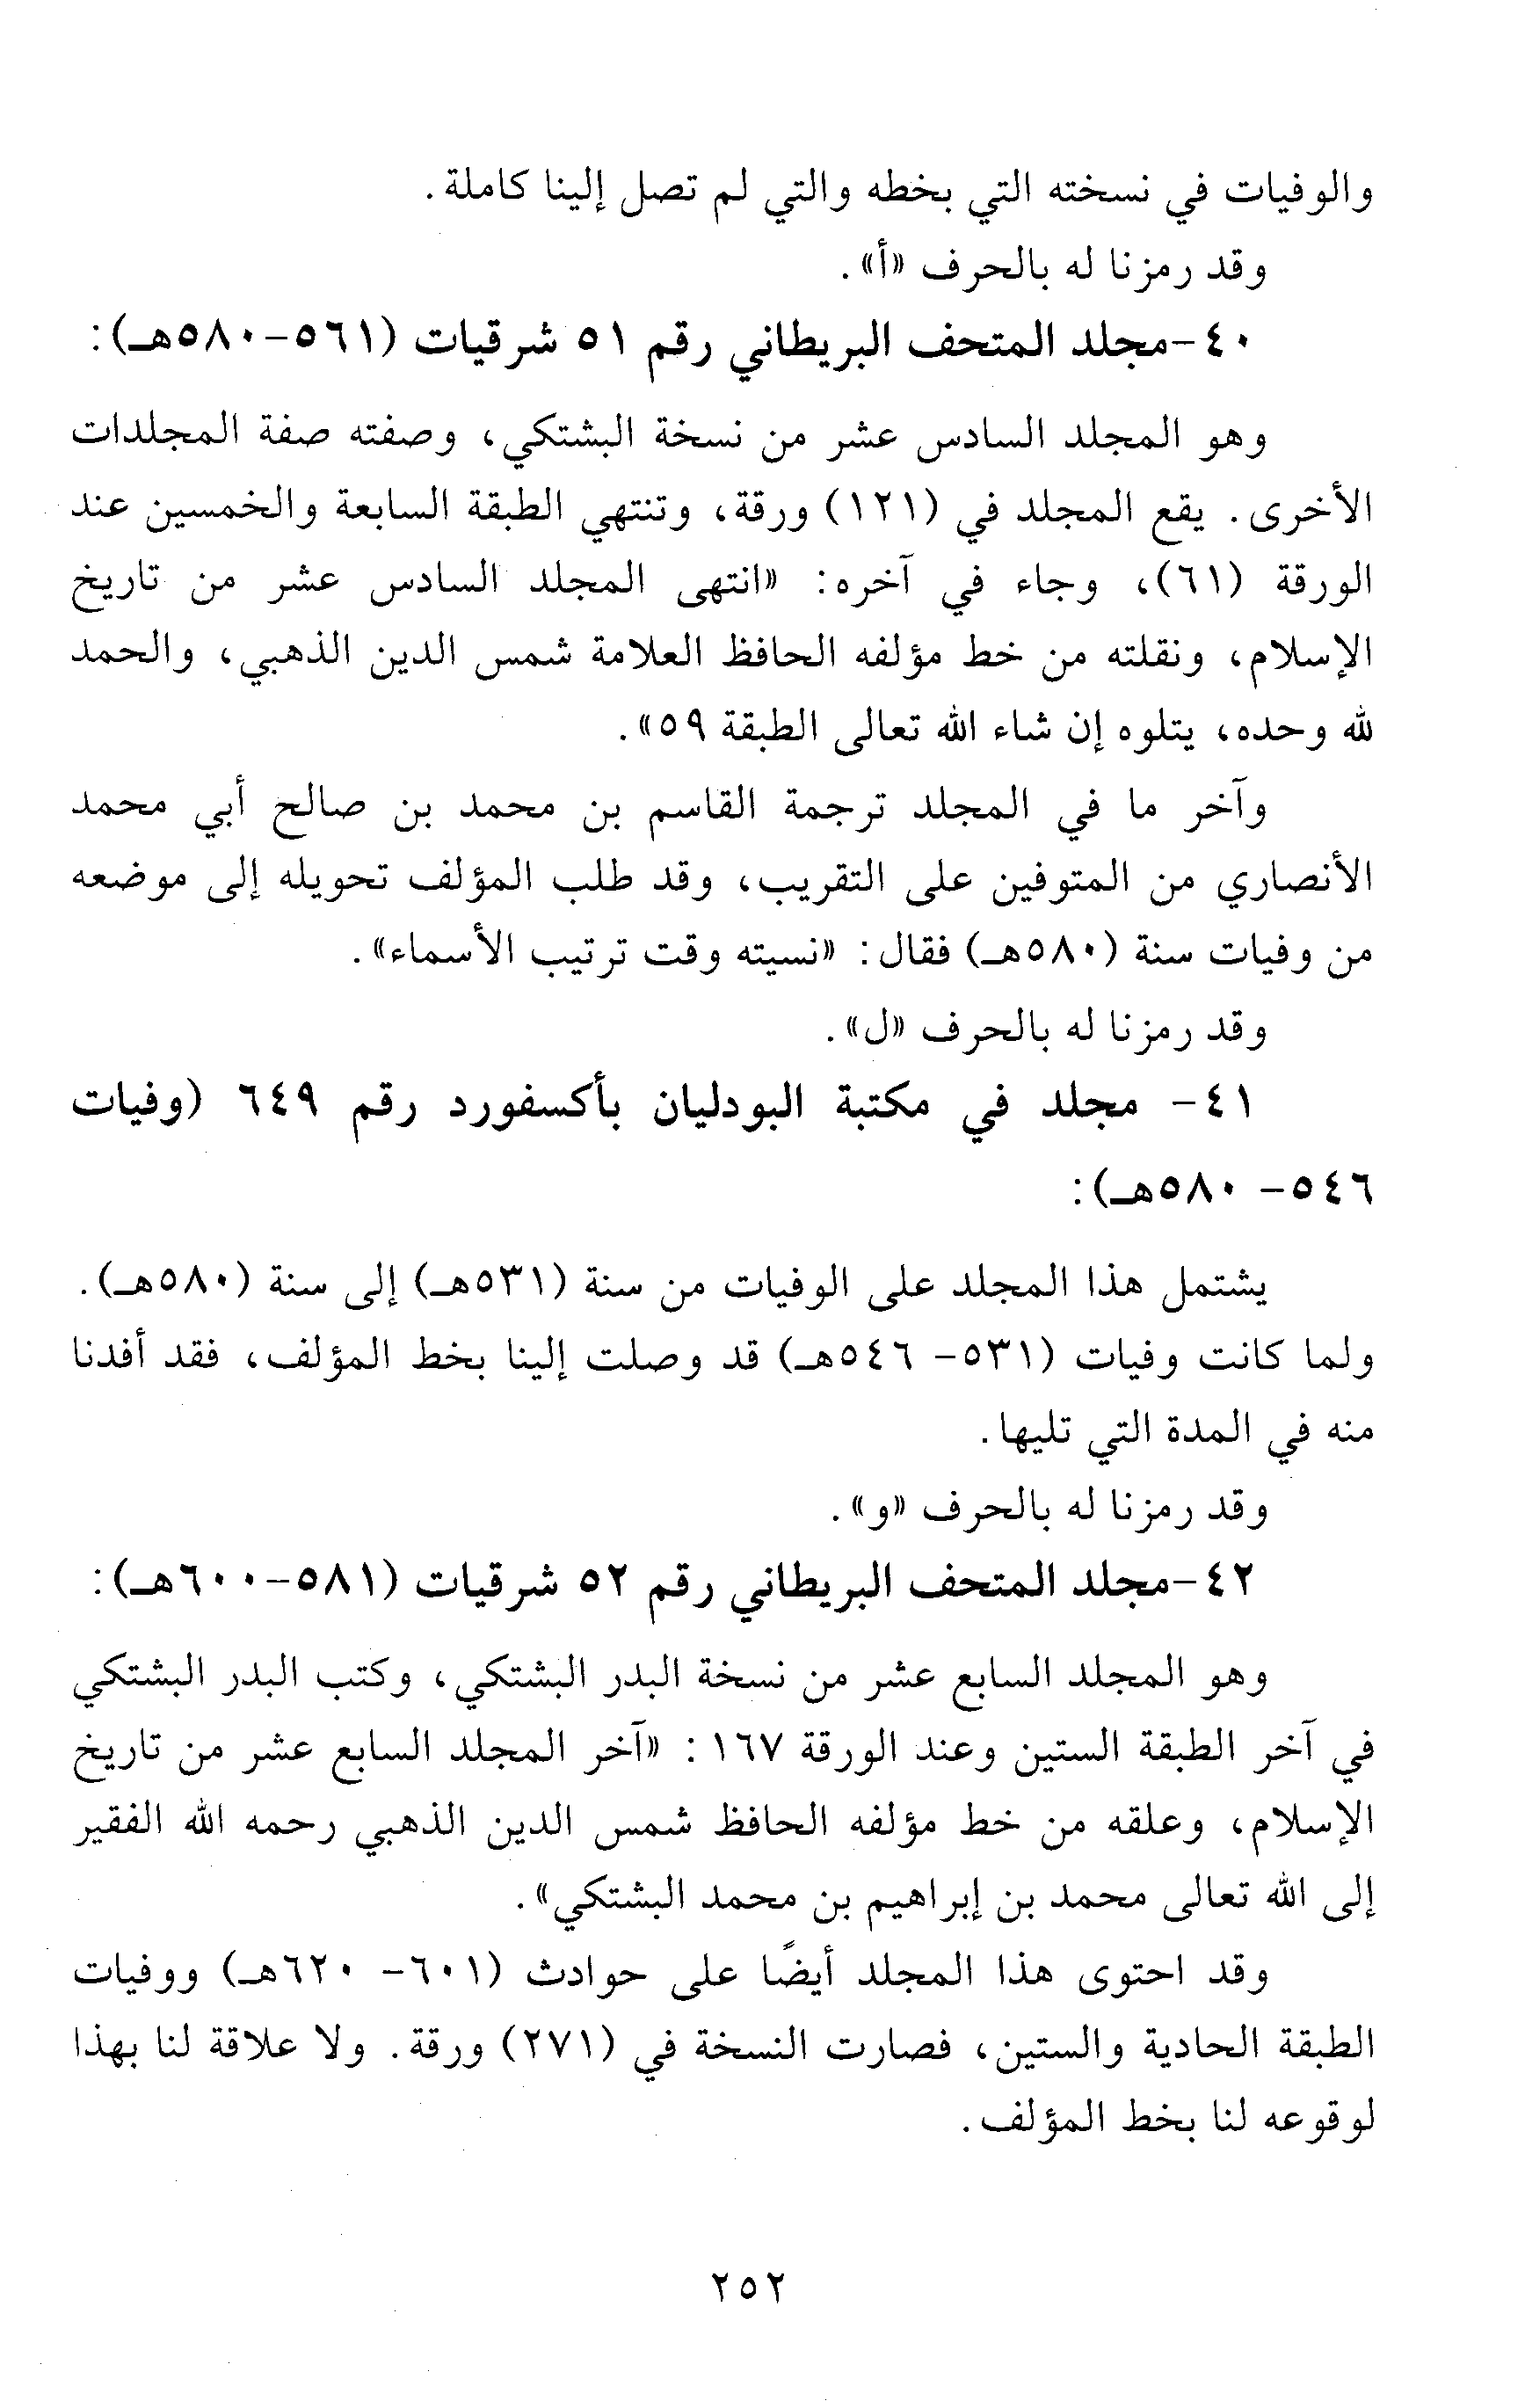 والوفيات في نسخته التي بخطه والتي لم تصل إلينا كاملة.
وقد رمزنا له بالحرف «أ».
٤٠-مجلد المتحف البريطاني رقم ٥١ شرقيات (٥٦١-٥٨٠هـ):
وهو المجلد السادس عشر من نسخة البشتكي، وصفته صفة المجلدات
الأخرى. يقع المجلد في (١٢١) ورقة، وتنتهي الطبقة السابعة والخمسين عند
الورقة (٦١)، وجاء في آخره: «انتهى المجلد السادس عشر من تاريخ
الإسلام، ونقلته من خط مؤلفه الحافظ العلامة شمس الدين الذهبي، والحمد
لله وحده، يتلوه إن شاء الله تعالى الطبقة ٥٩».
وآخر ما في المجلد ترجمة القاسم بن محمد بن صالح أبي محمد
الأنصاري من المتوفين على التقريب، وقد طلب المؤلف تحويله إلى موضعه
من وفيات سنة (٥٨٠هـ) فقال: «نسيته وقت ترتيب الأسماء».
وقد رمزنا له بالحرف «ل».
٤١- مجلد في مكتبة البودليان بأكسفورد رقم ٦٤٩ (وفيات
٥٤٦- ٥٨٠هـ):
يشتمل هذا المجلد على الوفيات من سنة (٥٣١هـ) إلى سنة (٥٨٠هـ).
ولما كانت وفيات (٥٣١- ٥٤٦هـ) قد وصلت إلينا بخط المؤلف، فقد أفدنا
منه في المدة التي تليها.
وقد رمزنا له بالحرف «و».
٤٢-مجلد المتحف البريطاني رقم ٥٢ شرقيات (٥٨١-٦٠٠هـ):
وهو المجلد السابع عشر من نسخة البدر البشتكي، وكتب البدر البشتكي
في آخر الطبقة الستين وعند الورقة ١٦٧: «آخر المجلد السابع عشر من تاريخ
الإسلام، وعلقه من خط مؤلفه الحافظ شمس الدين الذهبي رحمه الله الفقير
إلى الله تعالى محمد بن إبراهيم بن محمد البشتكي».
وقد احتوى هذا المجلد أيضًا على حوادث (٦٠١- ٦٢٠هـ) ووفيات
الطبقة الحادية والستين، فصارت النسخة في (٢٧١) ورقة. ولا علاقة لنا بهذا
لوقوعه لنا بخط المؤلف.
٢٥٢